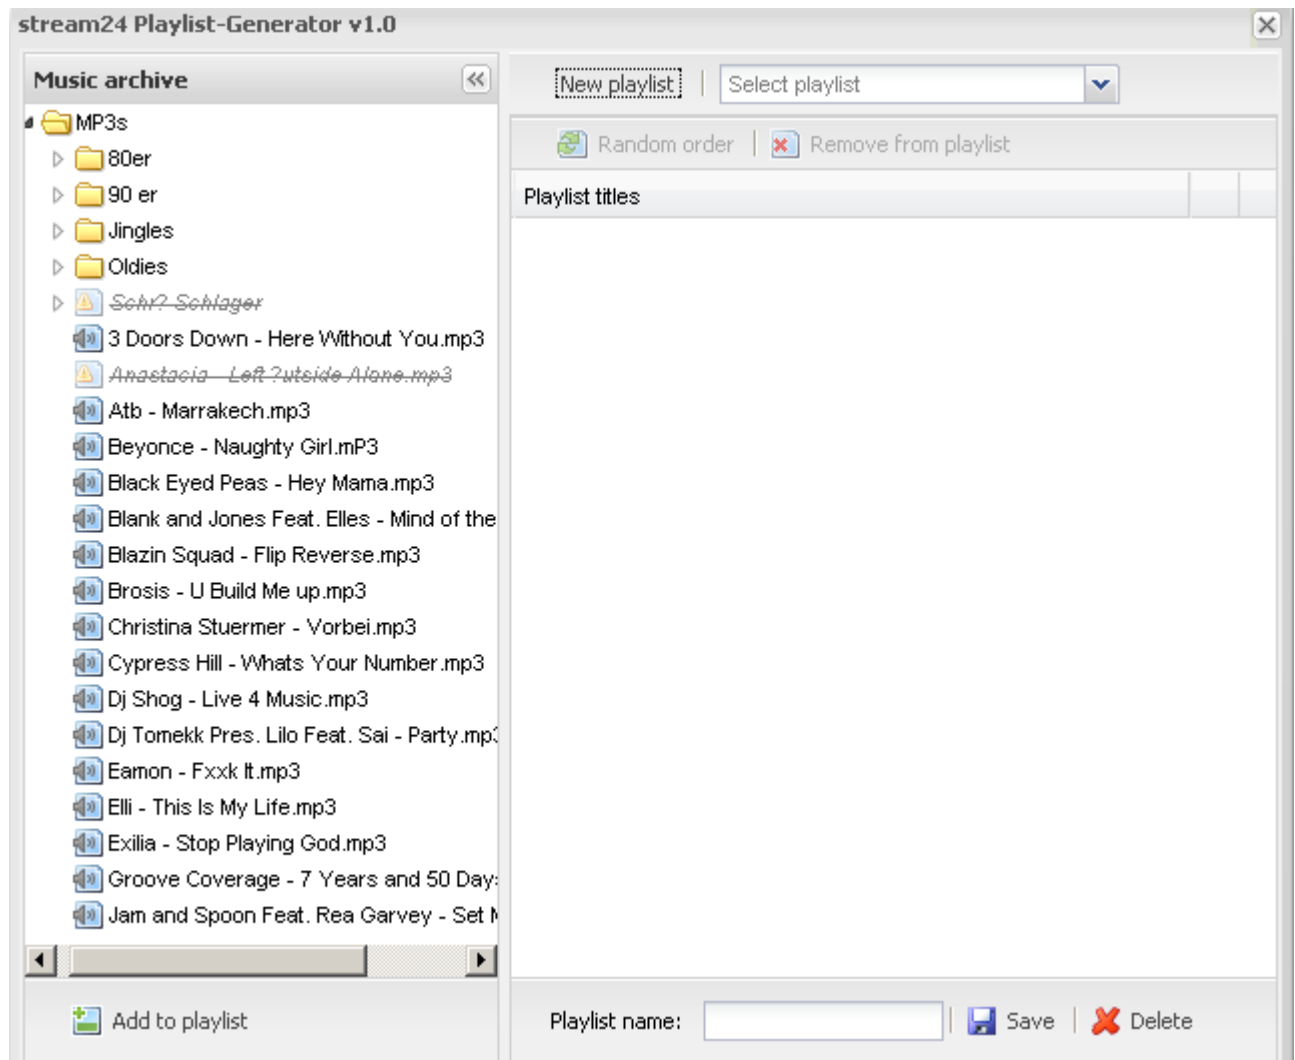 stream24 Playlist-Generator v1.0
Music archive
MP3s
80er
90 er
Jingles
Oldies
Schr? Schlager
3 Doors Down - Here Without You.mp3
Anastacia - Left ?utside Alone.mp3
Atb - Marrakech.mp3
Beyonce - Naughty Girl.mP3
Black Eyed Peas - Hey Mama.mp3
Blank and Jones Feat. Elles - Mind of the
Blazin Squad - Flip Reverse.mp3
Brosis - U Build Me up.mp3
Christina Stuermer - Vorbei.mp3
Cypress Hill - Whats Your Number.mp3
Dj Shog - Live 4 Music.mp3
Dj Tomekk Pres. Lilo Feat. Sai - Party.mp3
Eamon - Fxxk It.mp3
Elli - This Is My Life.mp3
Exilia - Stop Playing God.mp3
Groove Coverage - 7 Years and 50 Days
Jam and Spoon Feat. Rea Garvey - Set
Add to playlist
New playlist | Select playlist
Random order | Remove from playlist
Playlist titles
Playlist name: | Save | Delete